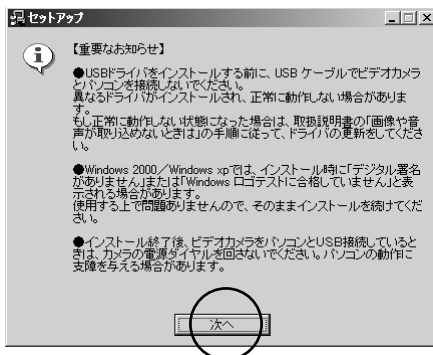 セットアップ
【重要なお知らせ】
●USBドライバをインストールする前に、USB ケーブルでビデオカメラ
とパソコンを接続しないでください。
異なるドライバがインストールされ、正常に動作しない場合がありま
す。
もし正常に動作しない状態になった場合は、取扱説明書の「画像や音
声が取り込めないときは」の手順に従って、ドライバの更新をしてくださ
い。
●Windows 2000／Windows xpでは、インストール時に「デジタル署名
がありません」または「Windows ロゴテストに合格していません」と表
示される場合があります。
使用する上で問題ありませんので、そのままインストールを続けてくだ
さい。
●インストール終了後、ビデオカメラをパソコンとUSB接続していると
きは、カメラの電源ダイヤルを回さないでください。パソコンの動作に
支障を与える場合があります。
次へ